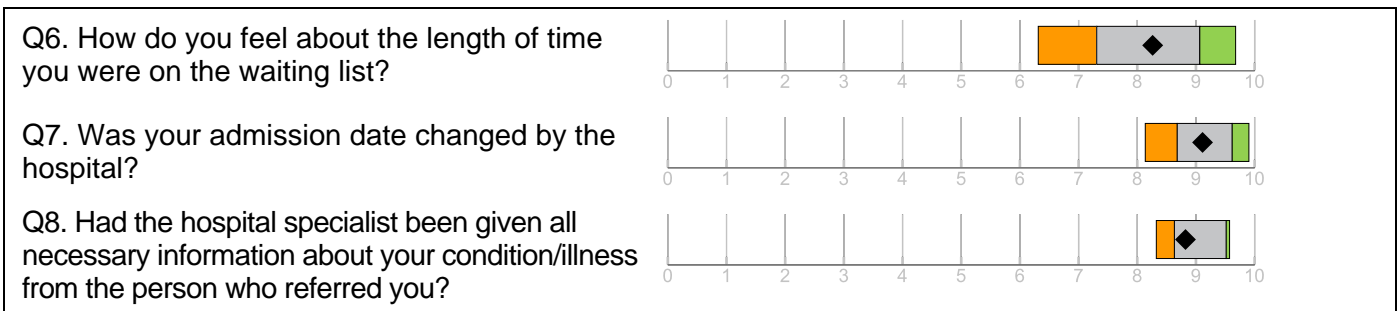 Q6. How do you feel about the length of time
you were on the waiting list?
0 1 2 3 4 5 6 7 8 9 10
Q7. Was your admission date changed by the
hospital?
0 1 2 3 4 5 6 7 8 9 10
Q8. Had the hospital specialist been given all
necessary information about your condition/illness
from the person who referred you?
0 1 2 3 4 5 6 7 8 9 10